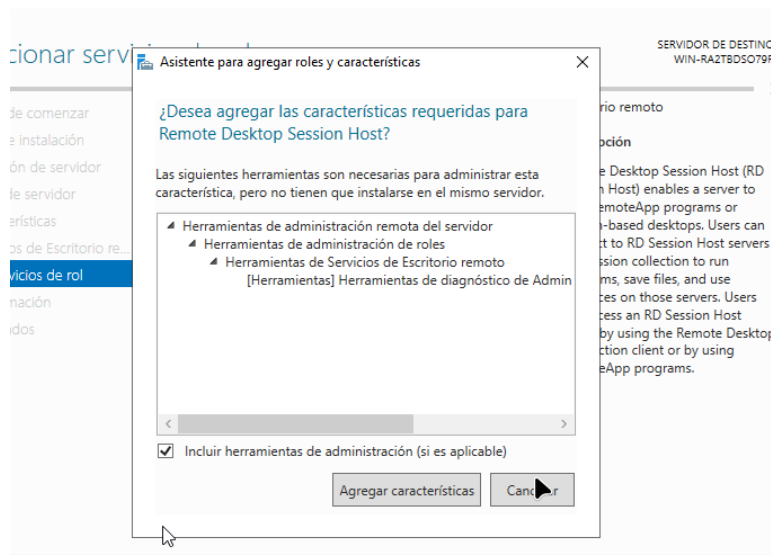 cionar servi
SERVIDOR DE DESTINO
WIN-RA2TBDSO79
Asistente para agregar roles y características
de comenzar
e instalación
ón de servidor
de servidor
erísticas
os de Escritorio re...
vicios de rol
mación
dos
¿Desea agregar las características requeridas para
Remote Desktop Session Host?
Las siguientes herramientas son necesarias para administrar esta
característica, pero no tienen que instalarse en el mismo servidor.
Herramientas de administración remota del servidor
Herramientas de administración de roles
Herramientas de Servicios de Escritorio remoto
[Herramientas] Herramientas de diagnóstico de Admin
Incluir herramientas de administración (si es aplicable)
Agregar características
rio remoto
pción
e Desktop Session Host (RD
n Host) enables a server to
emoteApp programs or
n-based desktops. Users can
ct to RD Session Host servers
ssion collection to run
ms, save files, and use
ces on those servers. Users
cess an RD Session Host
by using the Remote Desktop
ction client or by using
eApp programs.